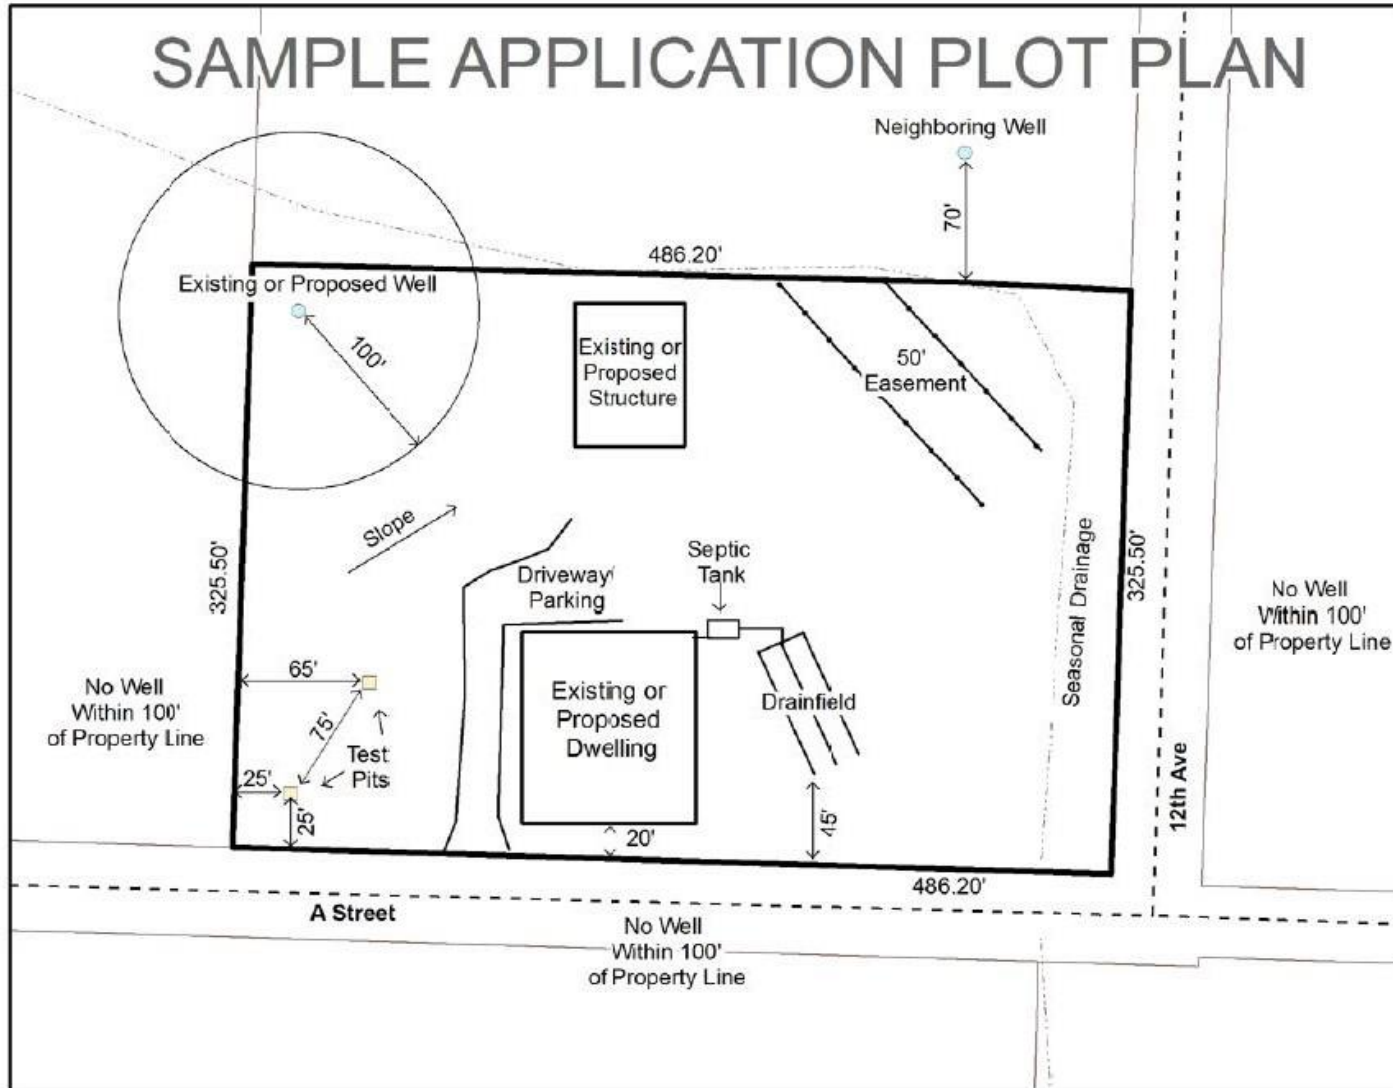 SAMPLE APPLICATION PLOT PLAN
Neighboring Well
70'
486.20'
Existing or Proposed Well
100'
Existing or
Proposed
Structure
50'
Easement
Slope
325.50'
Driveway/
Parking
Septic
Tank
Seasonal Drainage
325.50'
No Well
Within 100'
of Property Line
65'
75'
Test
Pits
25'
25'
No Well
Within 100'
of Property Line
Existing or
Proposed
Dwelling
Drainfield
20'
45'
12th Ave
486.20'
A Street
No Well
Within 100'
of Property Line